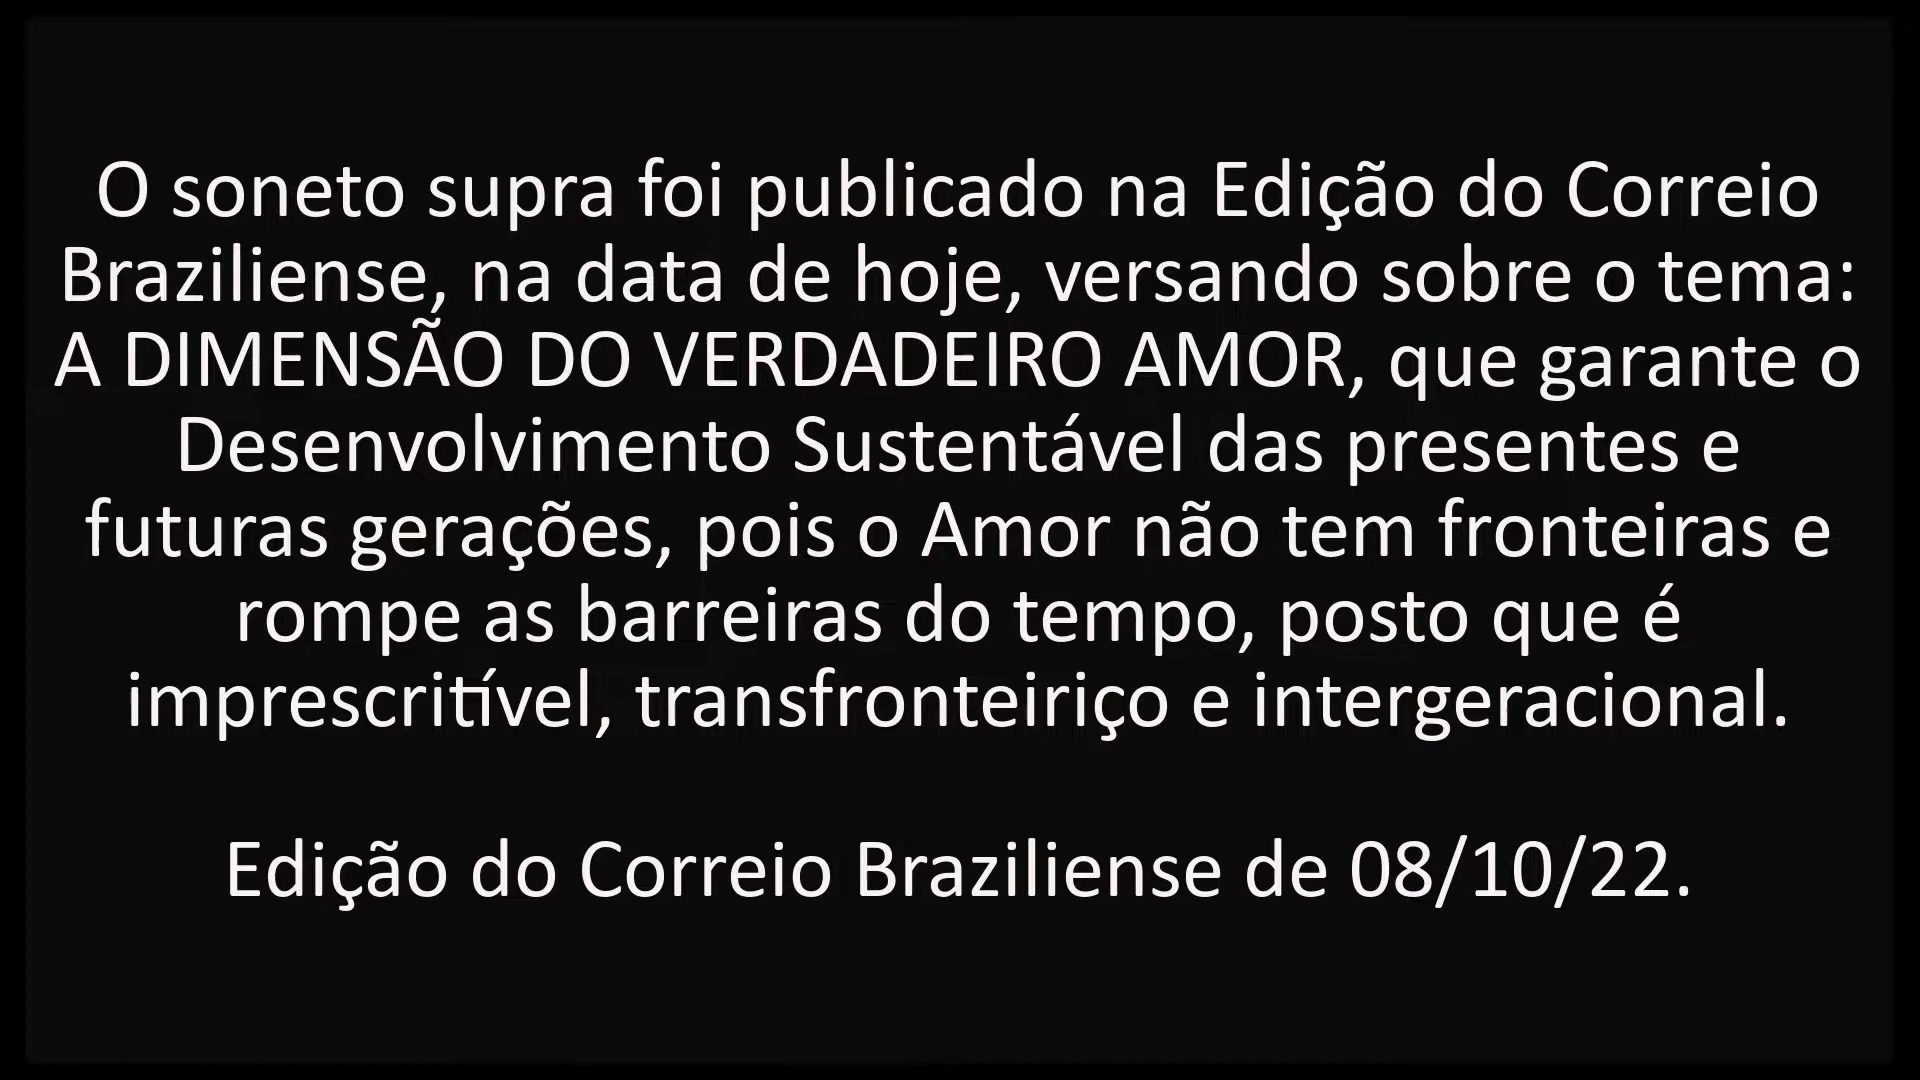 O soneto supra foi publicado na Edição do Correio
Braziliense, na data de hoje, versando sobre o tema:
A DIMENSÃO DO VERDADEIRO AMOR, que garante o
Desenvolvimento Sustentável das presentes e
futuras gerações, pois o Amor não tem fronteiras e
rompe as barreiras do tempo, posto que é
imprescritível, transfronteiriço e intergeracional.
Edição do Correio Braziliense de 08/10/22.